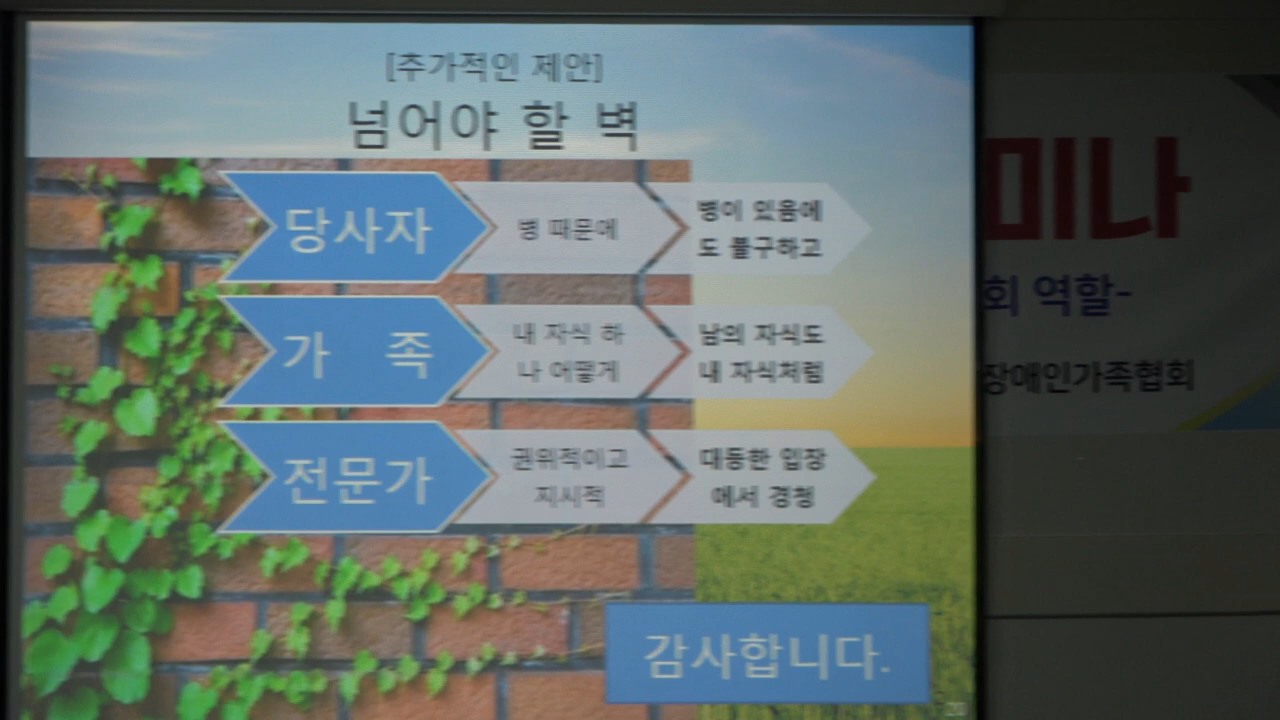 [추가적인 제안]
넘어야 할 벽
당사자
병 때문에
병이 있음에
도 불구하고
가 족
내 자식 하
나 어떻게
남의 자식도
내 자식처럼
전문가
권위적이고
지시적
대등한 입장
에서 경청
감사합니다.
20
미나
회 역할-
장애인가족협회